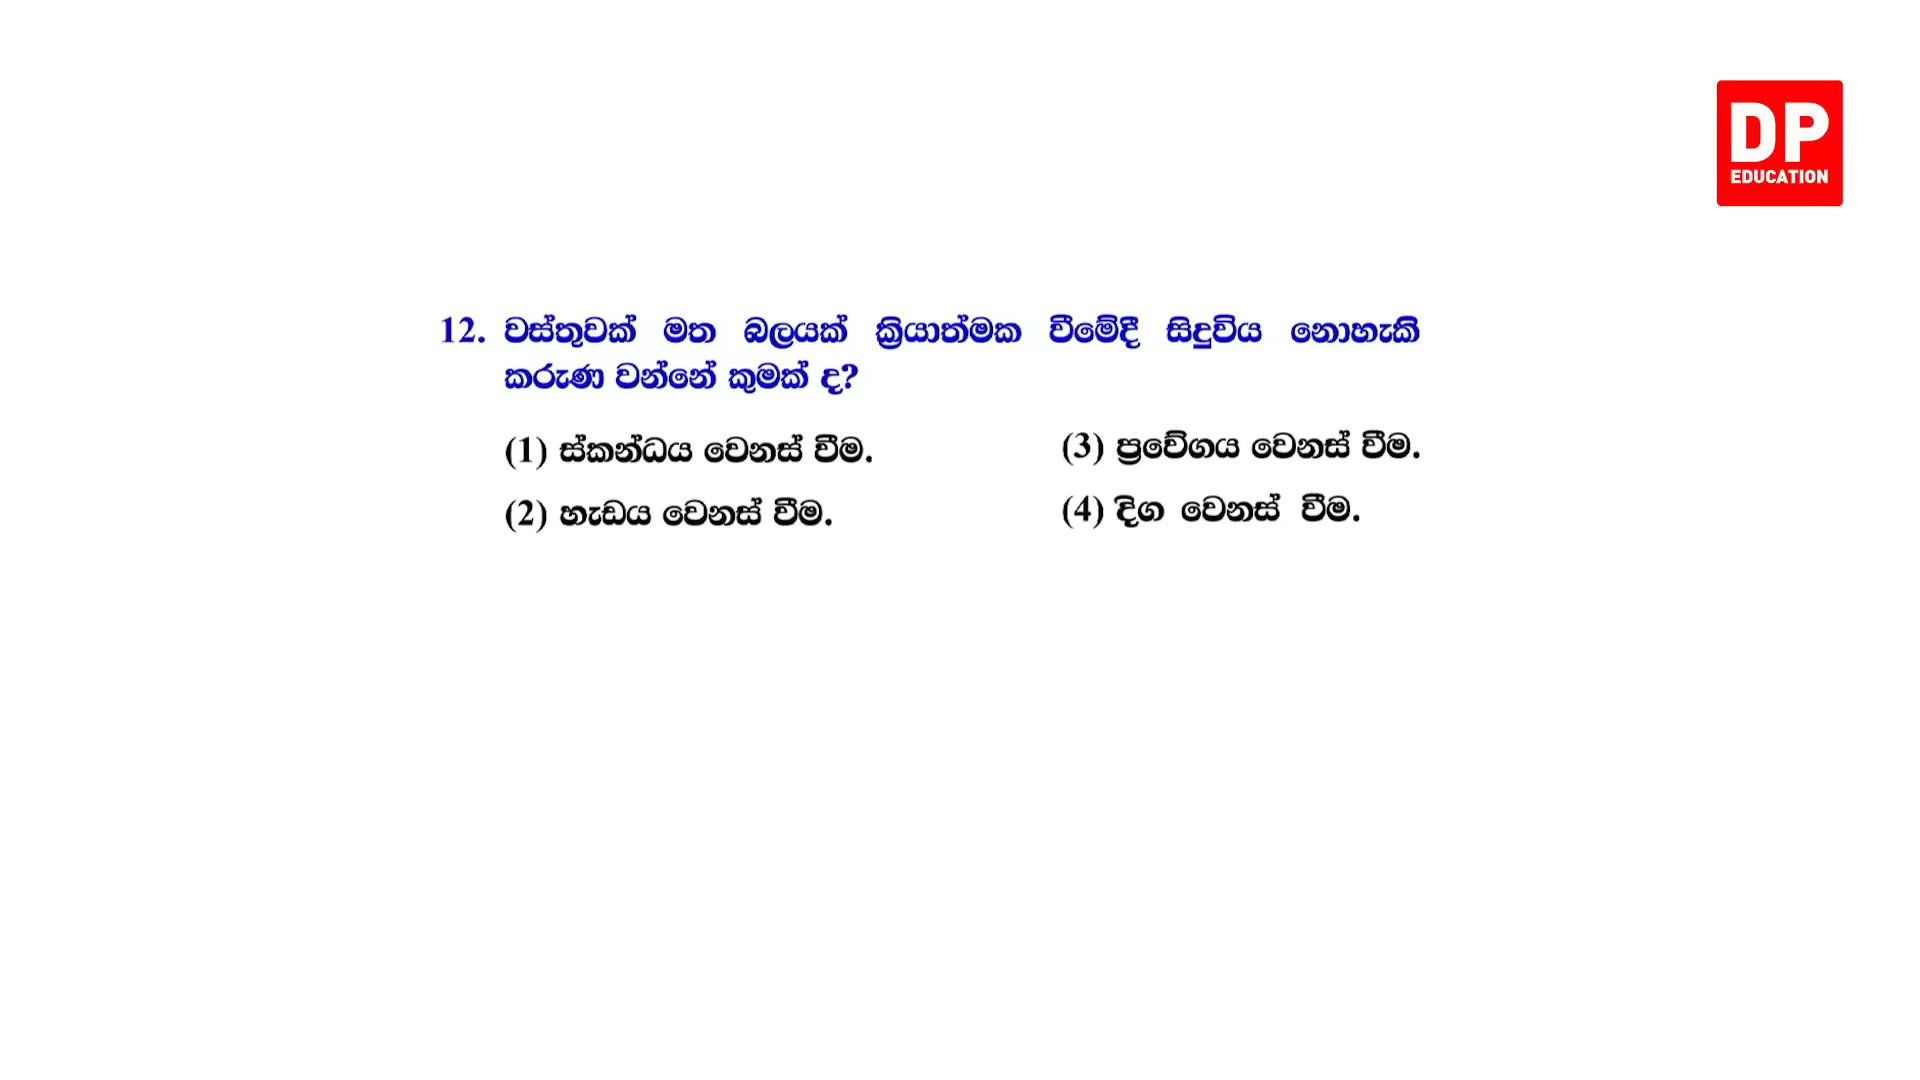 DP
EDUCATION
12. වස්තුවක් මත බලයක් ක්‍රියාත්මක වීමේදී සිදුවිය නොහැකි
කරුණ වන්නේ කුමක් ද?
(1) ස්කන්ධය වෙනස් වීම.
(2) හැඩය වෙනස් වීම.
(3) ප්‍රවේගය වෙනස් වීම.
(4) දිග වෙනස් වීම.